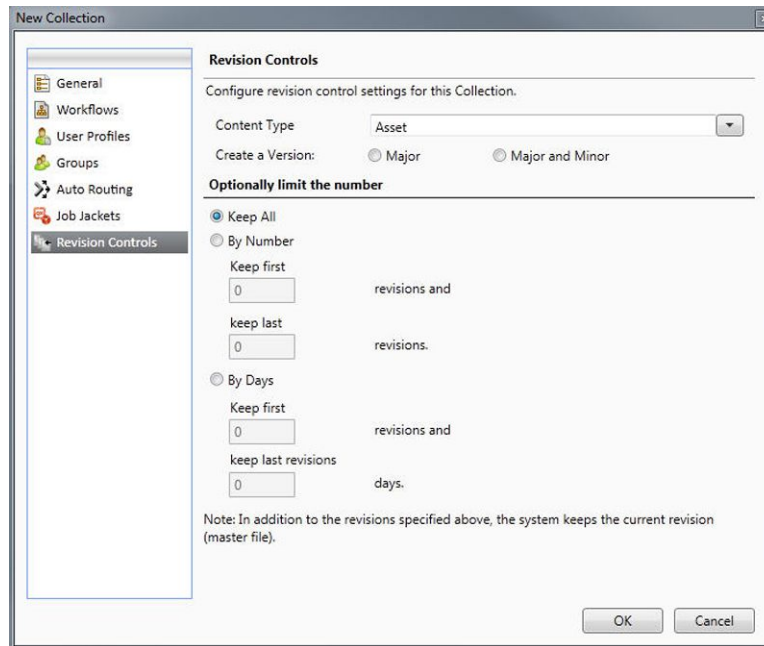 New Collection
General
Workflows
User Profiles
Groups
Auto Routing
Job Jackets
Revision Controls
Revision Controls
Configure revision control settings for this Collection.
Content Type Asset
Create a Version: Major Major and Minor
Optionally limit the number
Keep All
By Number
Keep first
0 revisions and
keep last
0 revisions.
By Days
Keep first
0 revisions and
keep last revisions
0 days.
Note: In addition to the revisions specified above, the system keeps the current revision
(master file).
OK Cancel